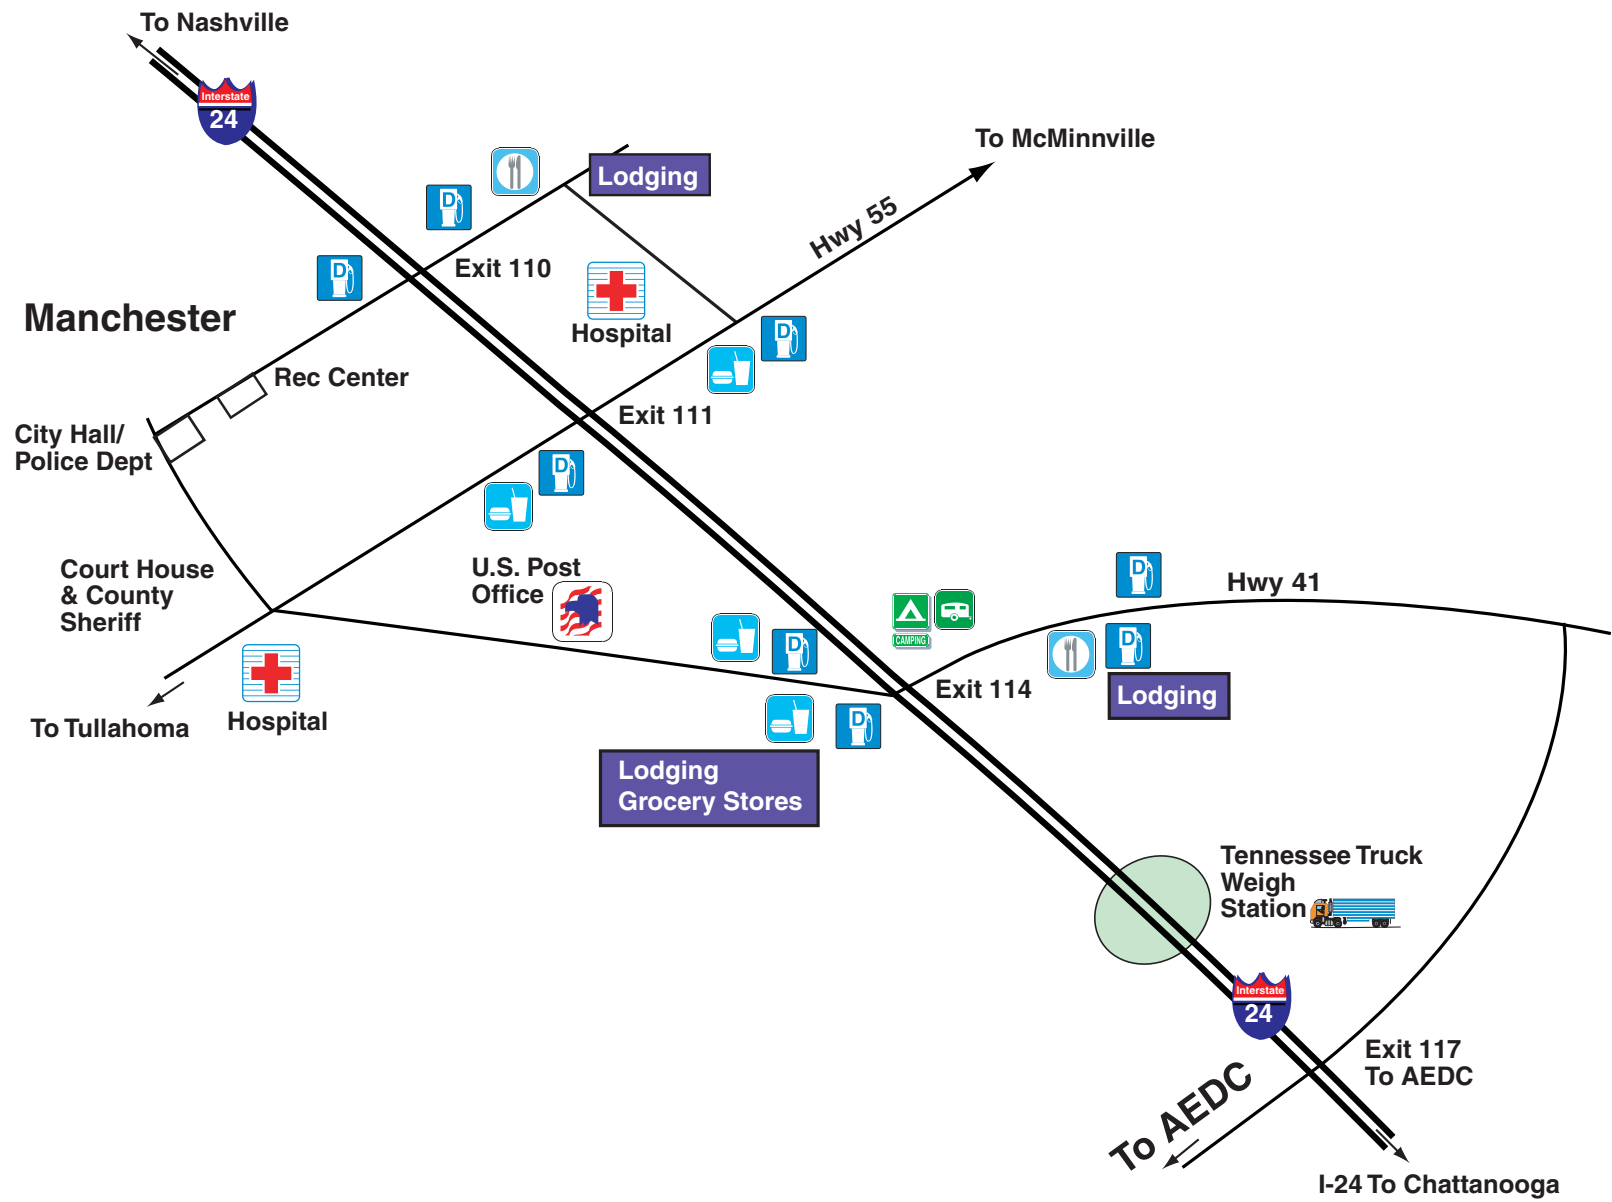 To Nashville
Interstate
24
To McMinnville
Hwy 55
D
Lodging
D
Exit 110
Manchester
Hospital
D
Rec Center
Exit 111
City Hall/
Police Dept
D
Court House
& County
Sheriff
U.S. Post
Office
D
Hwy 41
CAMPING
D
D
Exit 114
Lodging
To Tullahoma
Hospital
D
Lodging
Grocery Stores
Tennessee Truck
Weigh
Station
Interstate
24
Exit 117
To AEDC
To AEDC
I-24 To Chattanooga